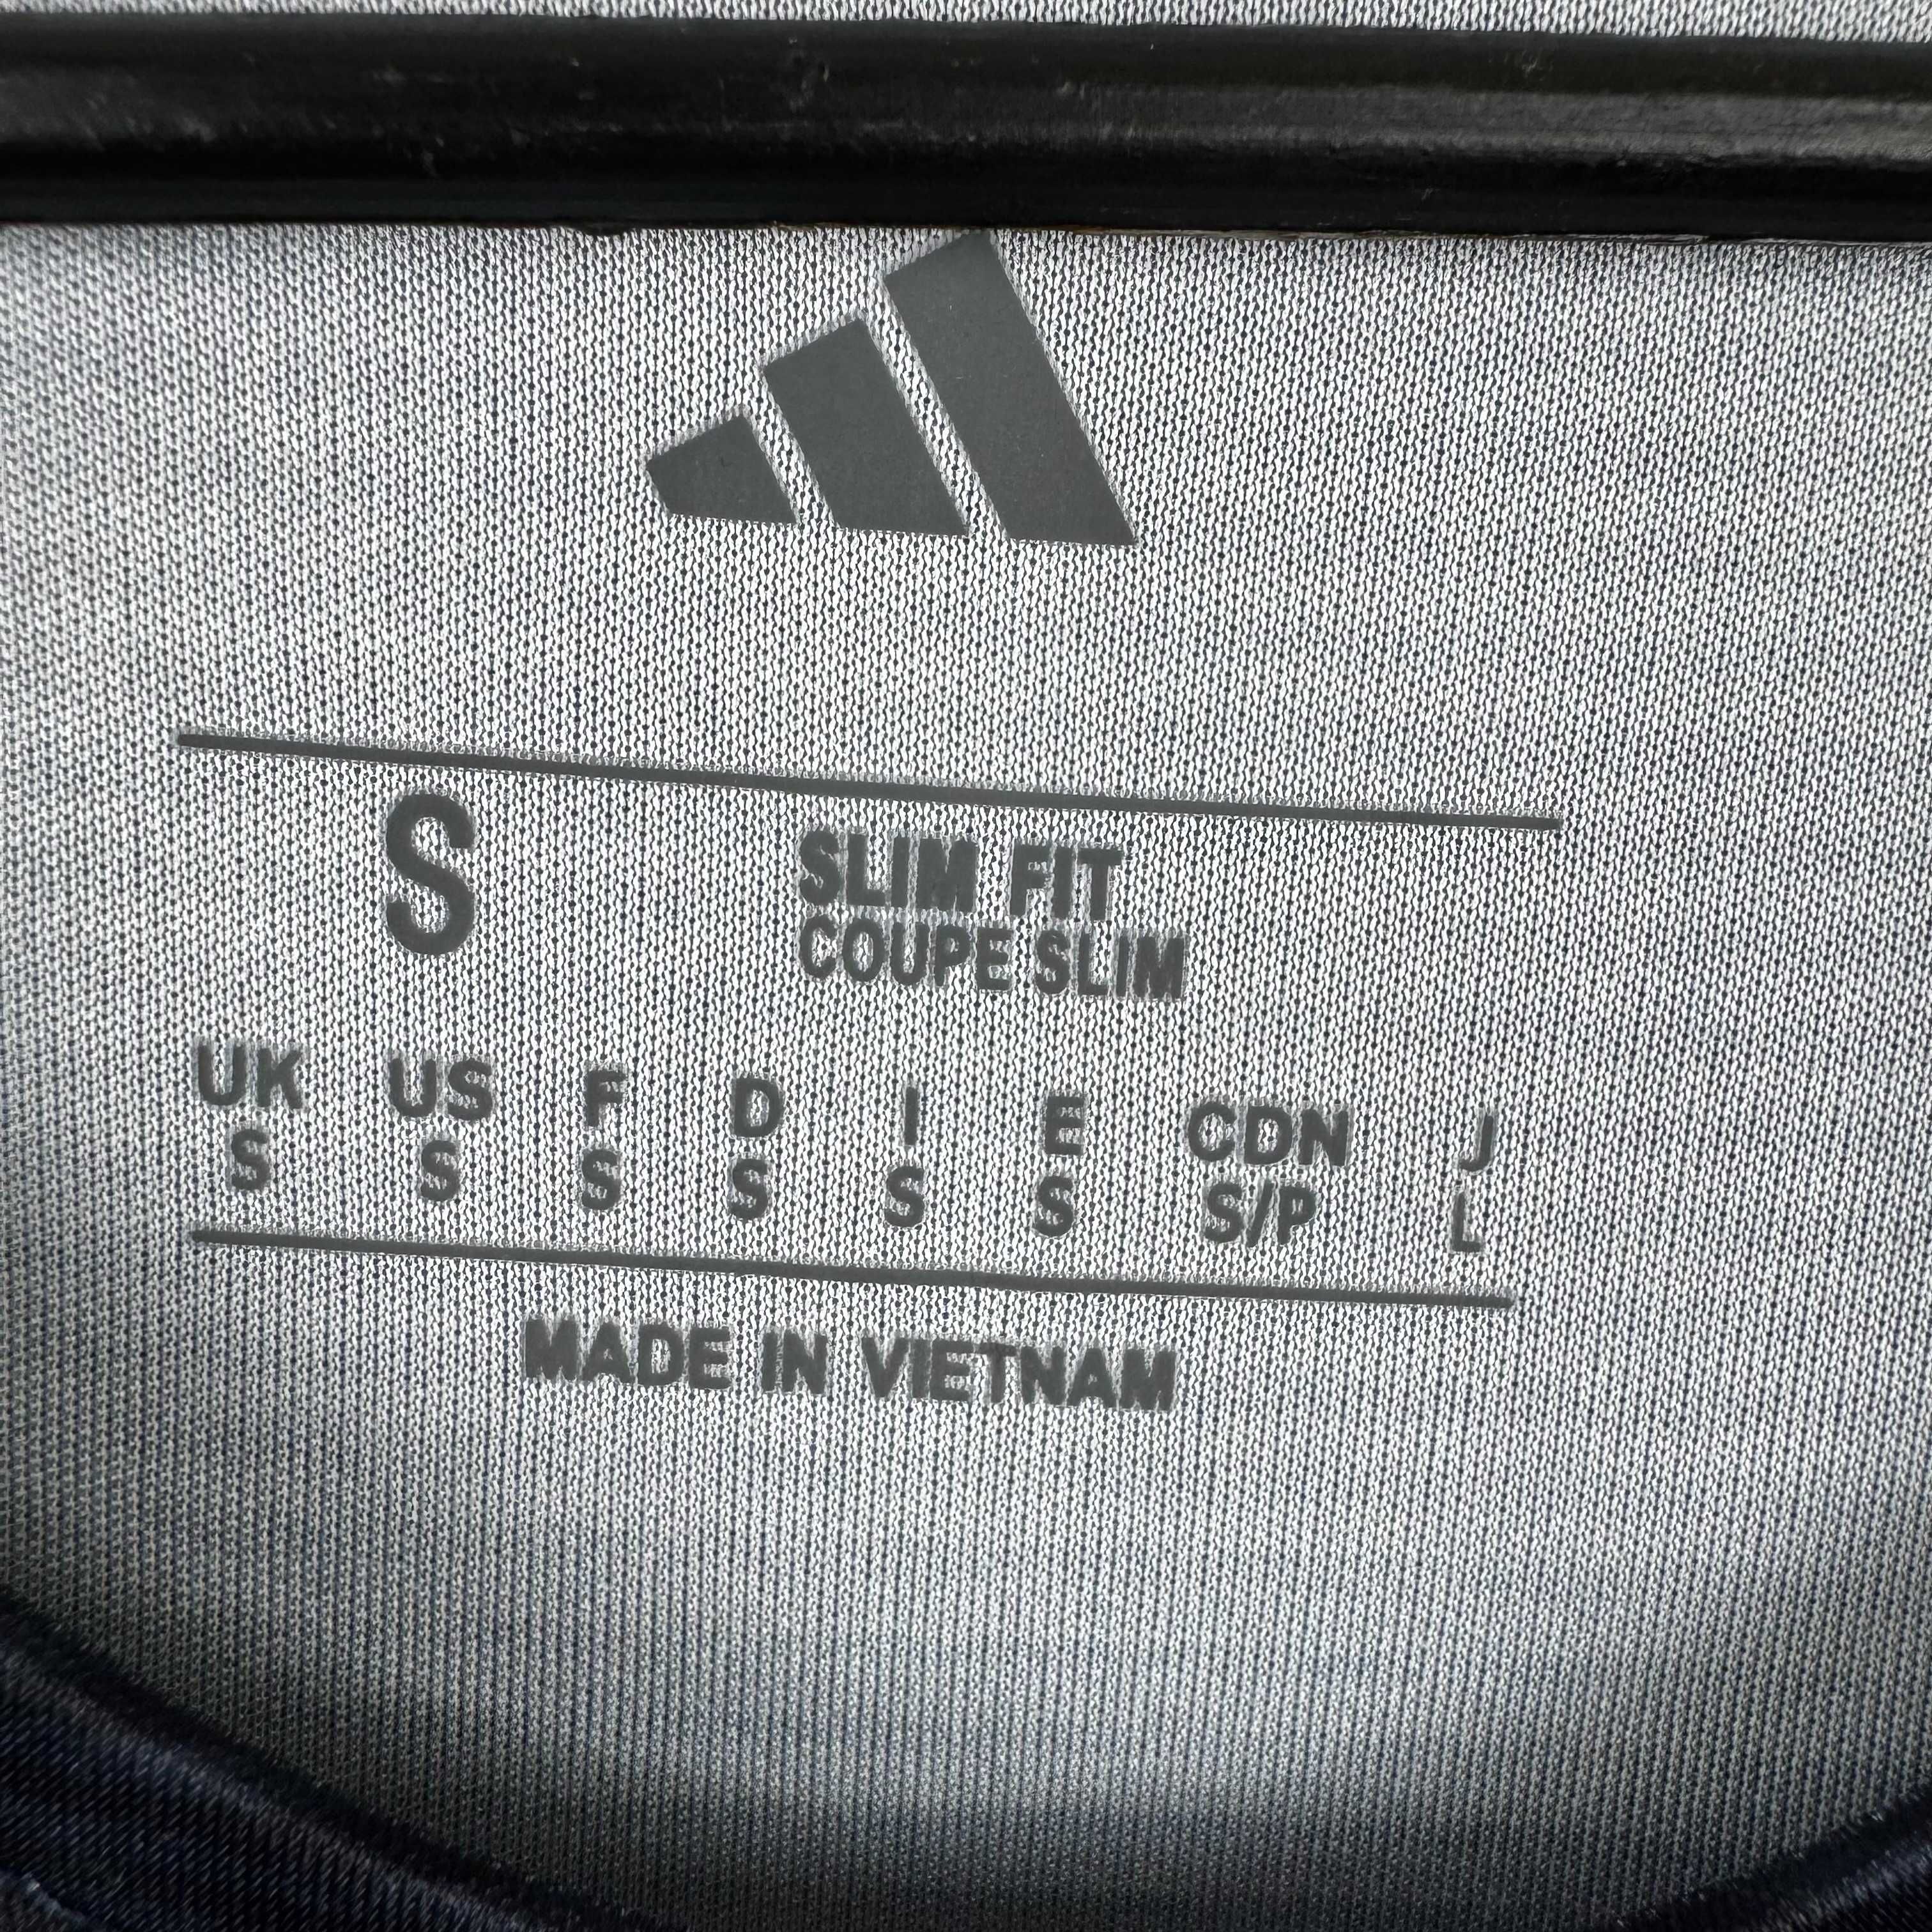 S
SLIM FIT
COUPE SLIM
UK US F D I E CDN J
S S S S S S S/P L
MADE IN VIETNAM